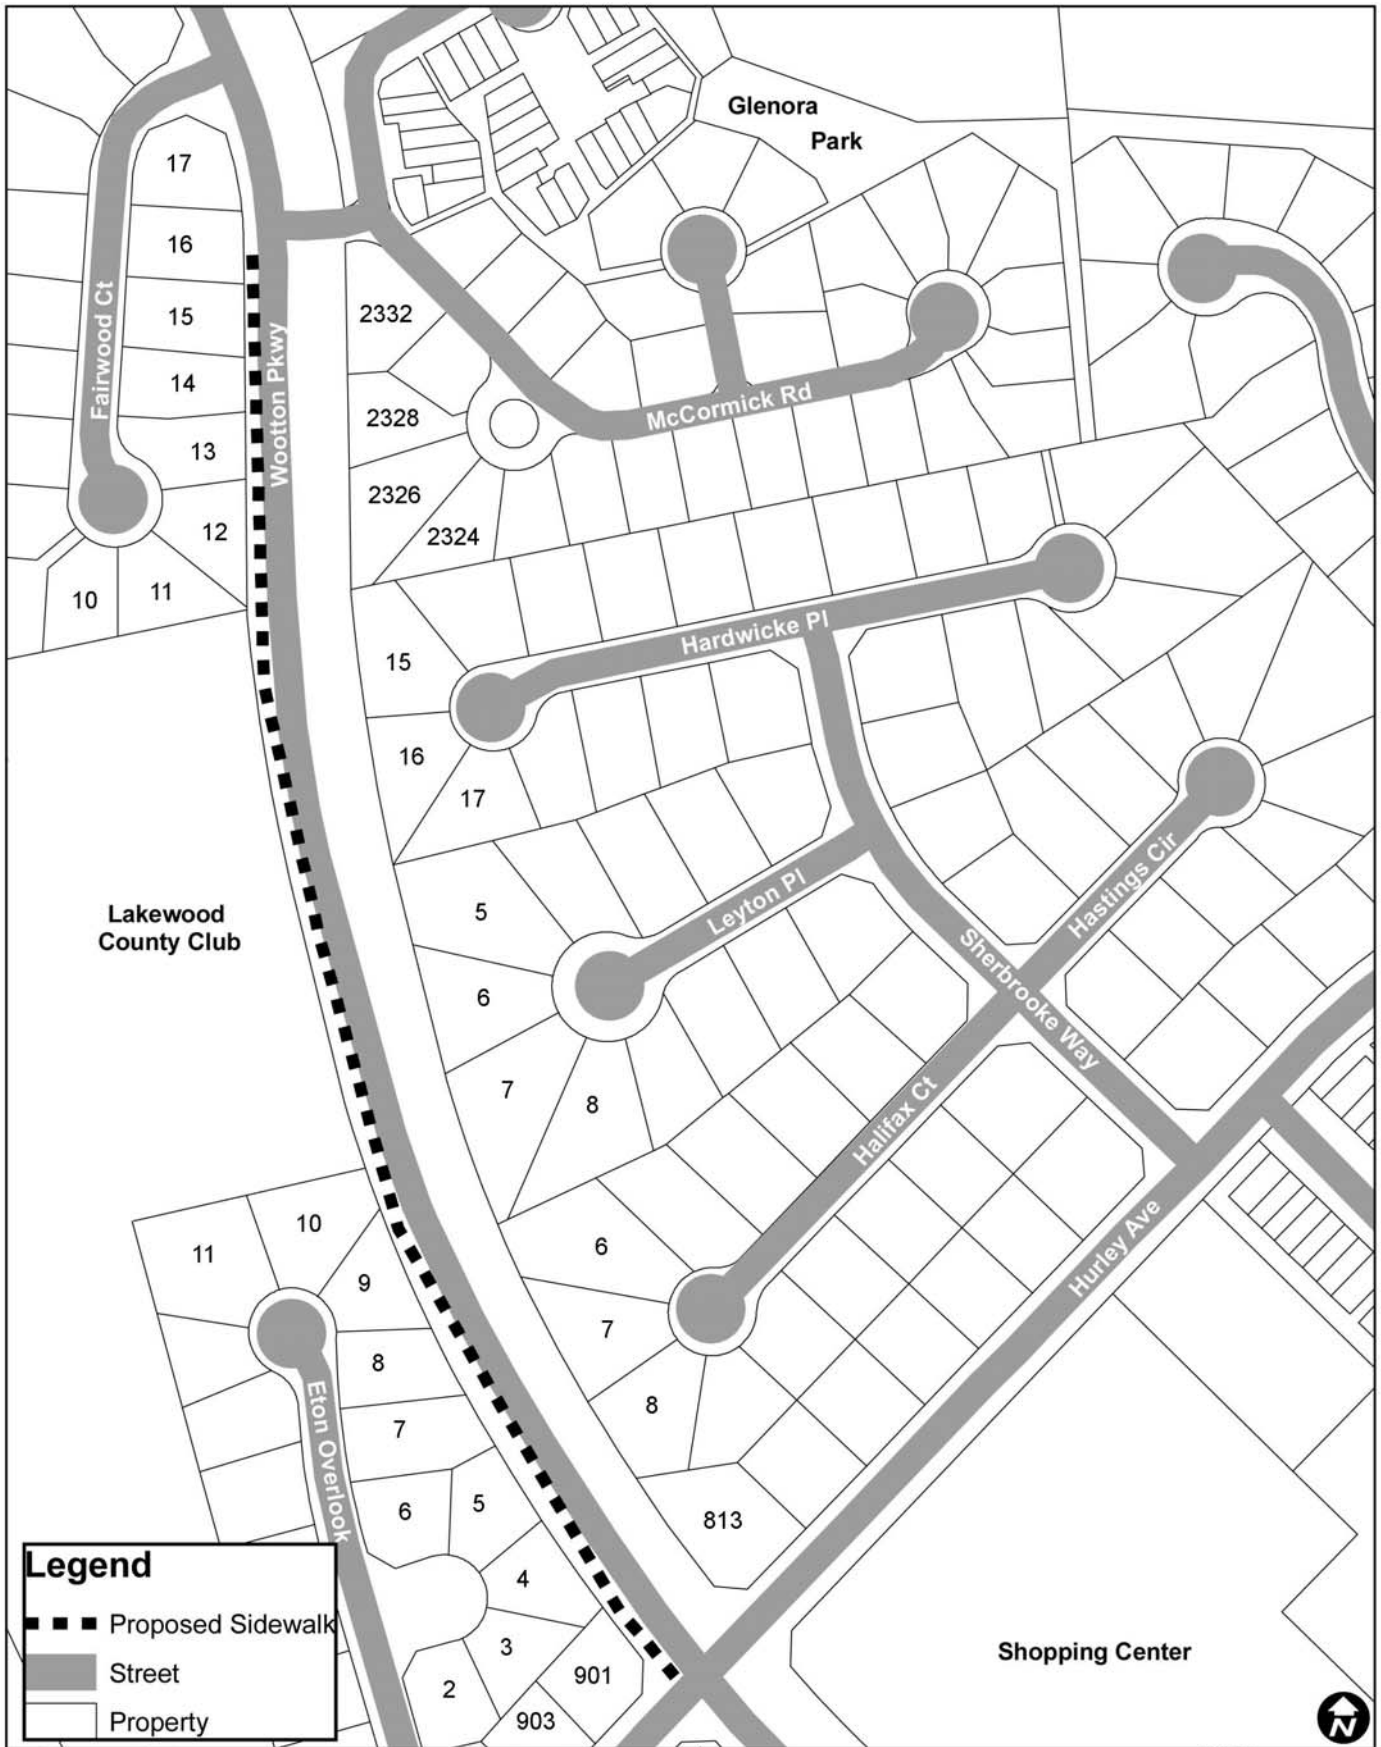 Glenora
Park
17
16
15
14
13
12
11
10
Fairwood Ct
Wootton Pkwy
2332
2328
2326
2324
McCormick Rd
15
16
17
Hardwicke Pl
5
6
7
8
Leyton Pl
Lakewood
County Club
Sherbrooke Way
Hastings Cir
Halifax Ct
Hurley Ave
6
7
8
813
11
10
9
8
7
6
5
4
3
2
901
903
Eton Overlook
Shopping Center
Legend
Proposed Sidewalk
Street
Property
N